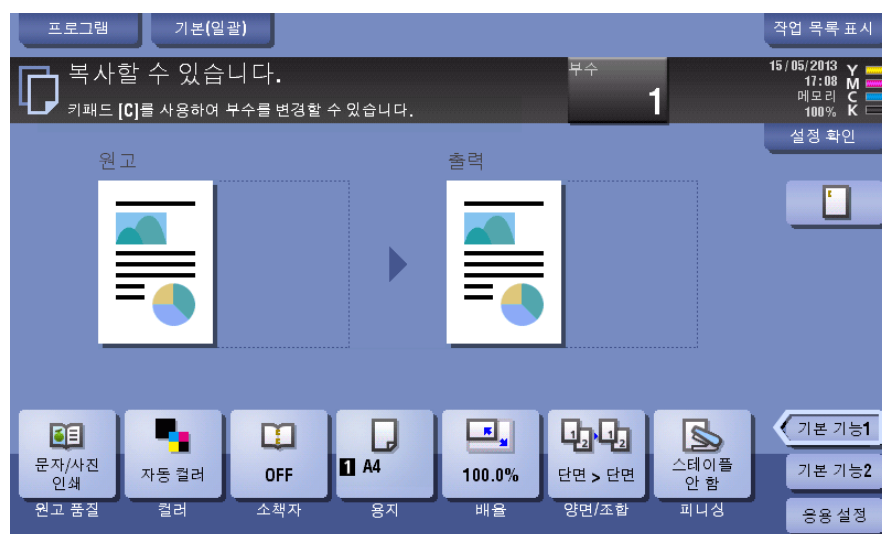 프로그램
기본(일괄)
작업 목록 표시
복사할 수 있습니다.
키패드 [C]를 사용하여 부수를 변경할 수 있습니다.
부수
1
15/05/2013
17:08
메모리
100%
Y
M
C
K
설정 확인
원고
출력
문자/사진
인쇄
원고 품질
자동 컬러
컬러
OFF
소책자
1 A4
용지
100.0%
배율
1 2 1 2
단면 > 단면
양면/조합
스테이플
안 함
피니싱
기본 기능1
기본 기능2
응용 설정